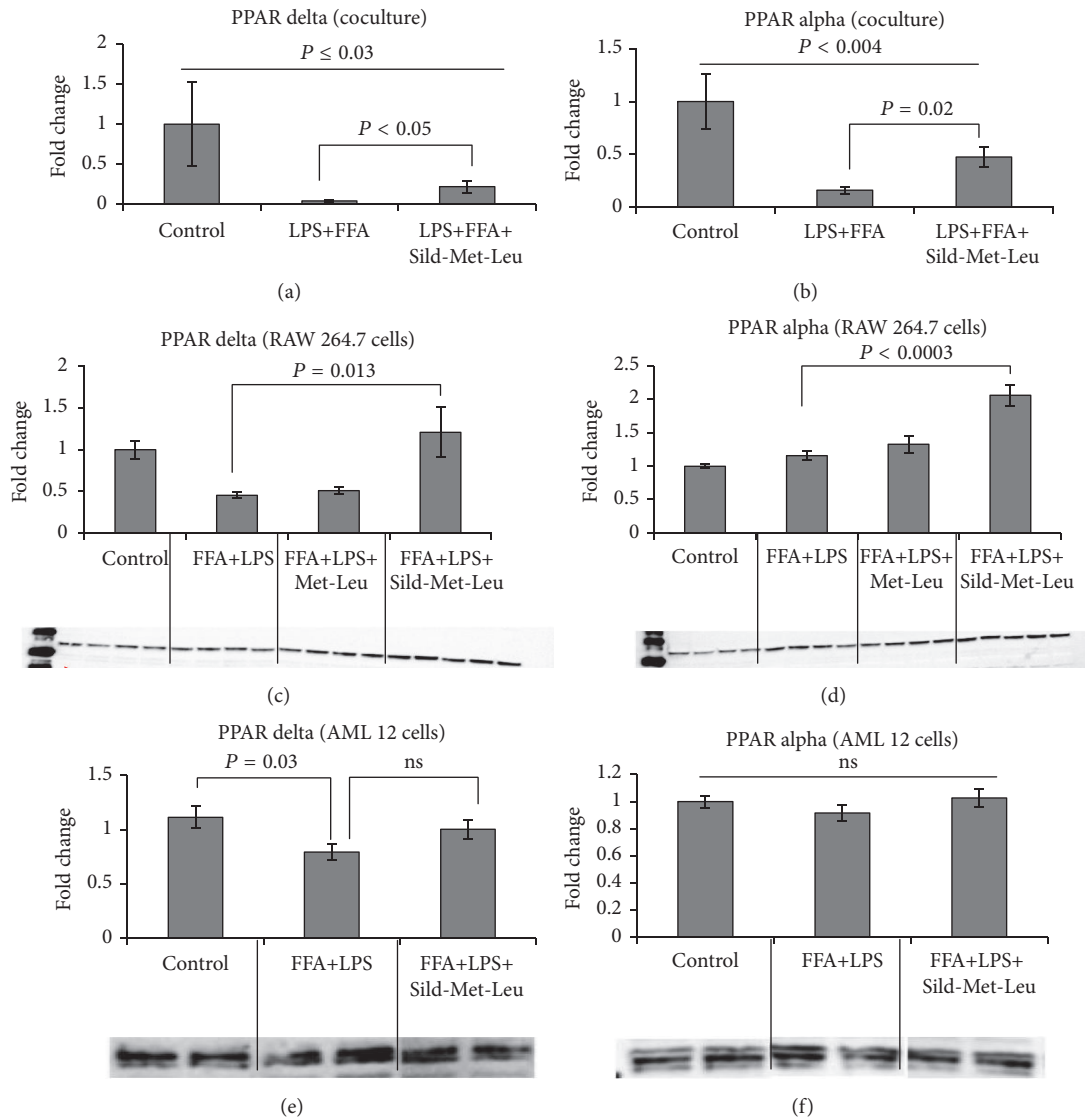 PPAR delta (coculture)
P ≤ 0.03
P < 0.05
Fold change
2
1.5
1
0.5
0
Control
LPS+FFA
LPS+FFA+
Sild-Met-Leu
(a)
PPAR alpha (coculture)
P < 0.004
P = 0.02
Fold change
1.5
1
0.5
0
Control
LPS+FFA
LPS+FFA+
Sild-Met-Leu
(b)
PPAR delta (RAW 264.7 cells)
P = 0.013
Fold change
2
1.5
1
0.5
0
Control
FFA+LPS
FFA+LPS+
Met-Leu
FFA+LPS+
Sild-Met-Leu
(c)
PPAR alpha (RAW 264.7 cells)
P < 0.0003
Fold change
2.5
2
1.5
1
0.5
0
Control
FFA+LPS
FFA+LPS+
Met-Leu
FFA+LPS+
Sild-Met-Leu
(d)
PPAR delta (AML 12 cells)
P = 0.03
ns
Fold change
1.5
1
0.5
0
Control
FFA+LPS
FFA+LPS+
Sild-Met-Leu
(e)
PPAR alpha (AML 12 cells)
ns
Fold change
1.2
1
0.8
0.6
0.4
0.2
0
Control
FFA+LPS
FFA+LPS+
Sild-Met-Leu
(f)